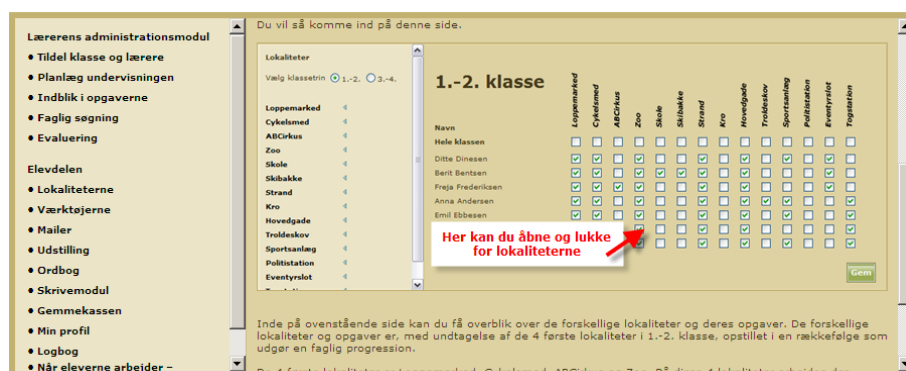 Lærerens administrationsmodul
• Tildel klasse og lærere
• Planlæg undervisningen
• Indblik i opgaverne
• Faglig søgning
• Evaluering
Elevdelen
• Lokaliteterne
• Værktøjerne
• Mailer
• Udstilling
• Ordbog
• Skrivemodul
• Gemmekassen
• Min profil
• Logbog
• Når eleverne arbejder –
Du vil så komme ind på denne side.
Lokaliteter
Vælg klassetrin 1.-2. 3.-4.
Loppemarked
Cykelsmed
ABCirkus
Zoo
Skole
Skibakke
Strand
Kro
Hovedgade
Troldeskov
Sportsanlæg
Politistation
Eventyrslot
1.-2. klasse
Loppemarked
Cykelsmed
ABCirkus
Zoo
Skole
Skibakke
Strand
Kro
Hovedgade
Troldeskov
Sportsanlæg
Politistation
Eventyrslot
Togstation
Navn
Hele klassen
Ditte Dinesen
Berit Bentsen
Freja Frederiksen
Anna Andersen
Emil Ebbesen
Her kan du åbne og lukke
for lokaliteterne
Gem
Inde på ovenstående side kan du få overblik over de forskellige lokaliteter og deres opgaver. De forskellige
lokaliteter og opgaver er, med undtagelse af de 4 første lokaliteter i 1.-2. klasse, opstillet i en rækkefølge som
udgør en faglig progression.